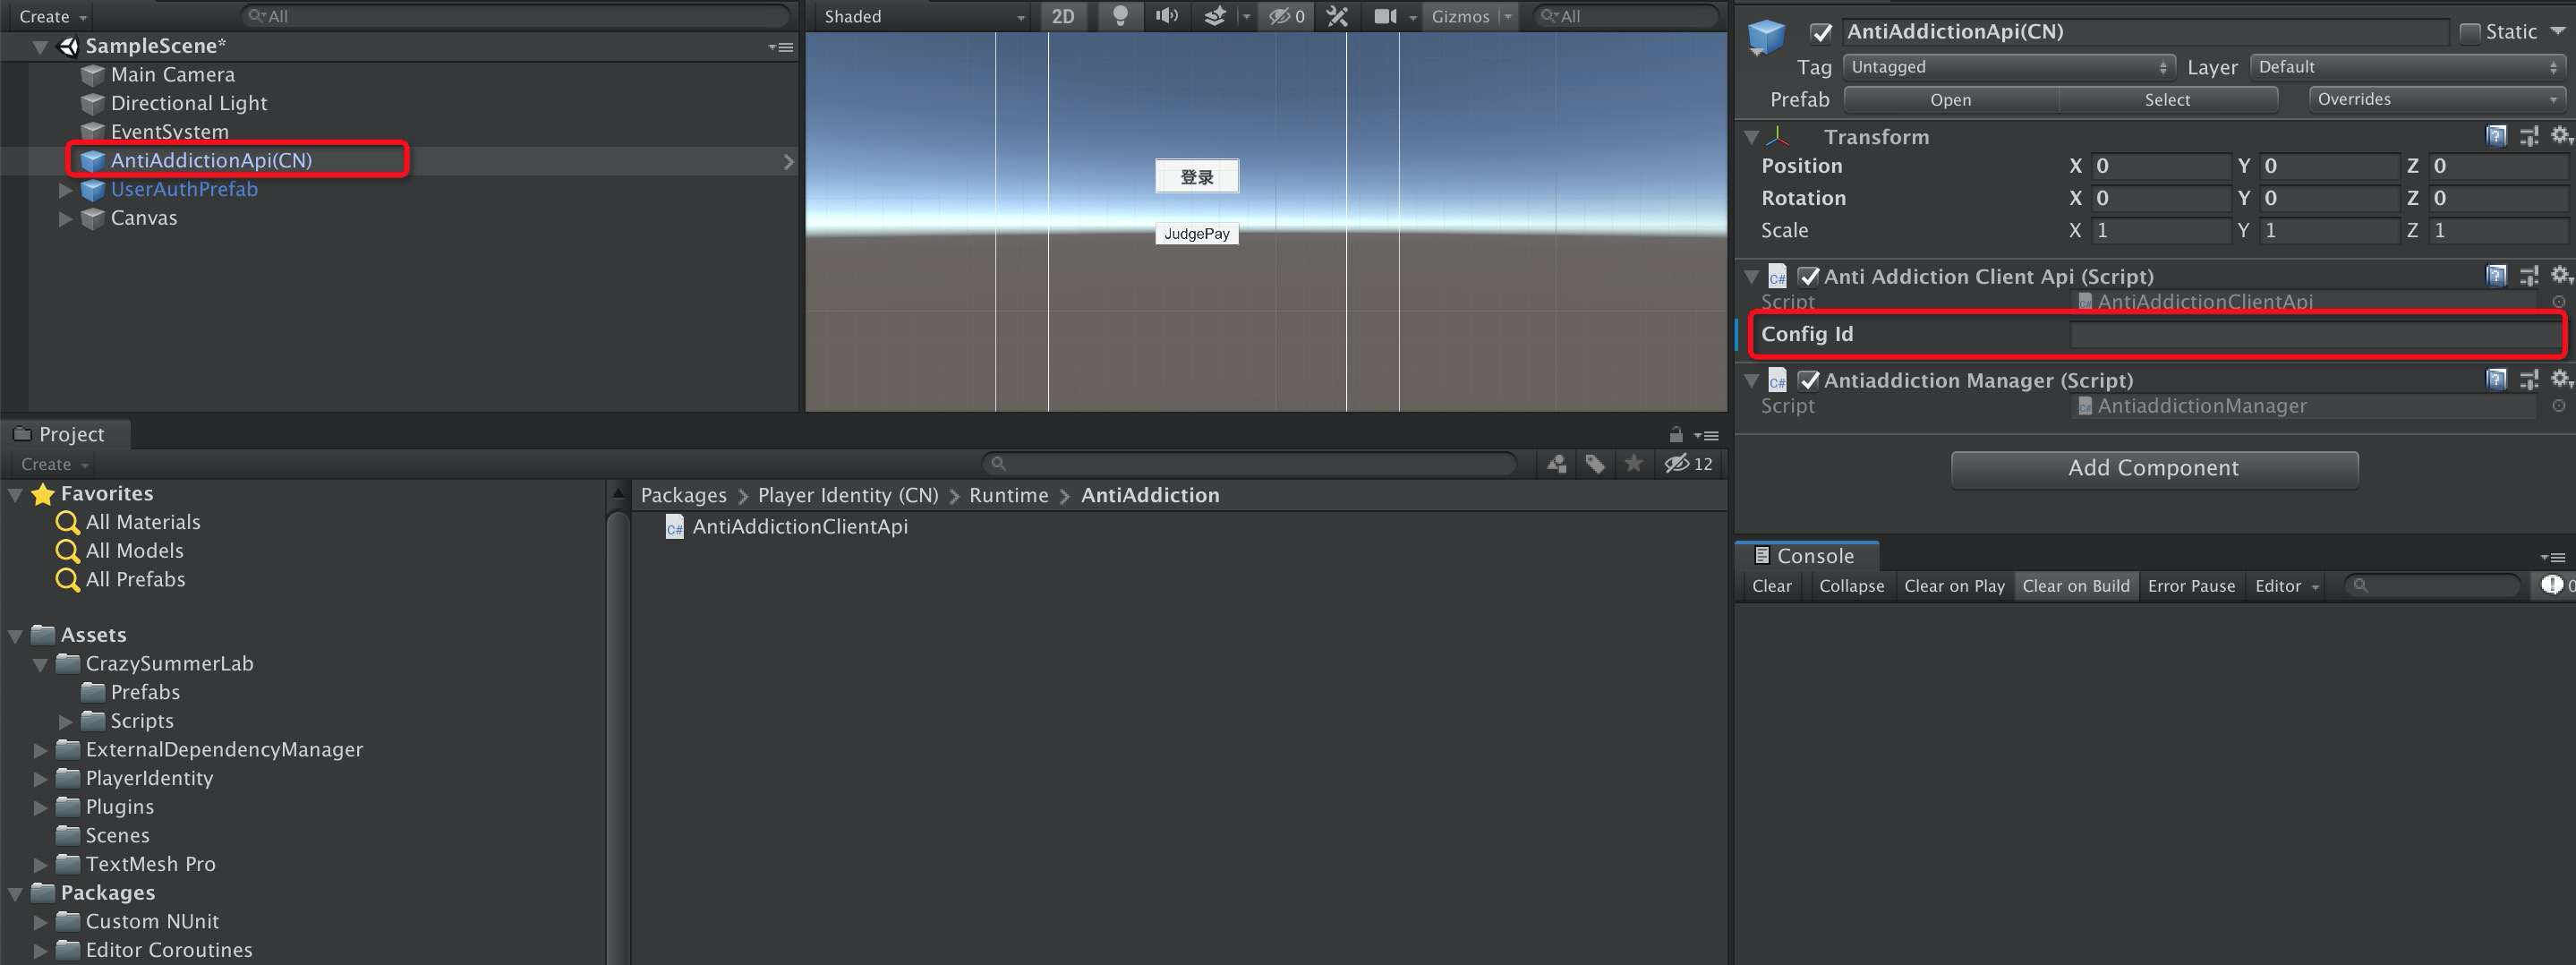 Create
All
SampleScene*
Main Camera
Directional Light
EventSystem
AntiAddictionApi(CN)
UserAuthPrefab
Canvas
Shaded
2D
0
Gizmos
All
登录
JudgePay
AntiAddictionApi(CN)
Static
Tag
Untagged
Layer
Default
Prefab
Open
Select
Overrides
Transform
Position X 0 Y 0 Z 0
Rotation X 0 Y 0 Z 0
Scale X 1 Y 1 Z 1
C# Anti Addiction Client Api (Script)
Script AntiAddictionClientApi
Config Id
C# Antiaddiction Manager (Script)
Script AntiaddictionManager
Add Component
Project
Create
12
Favorites
All Materials
All Models
All Prefabs
Assets
CrazySummerLab
Prefabs
Scripts
ExternalDependencyManager
PlayerIdentity
Plugins
Scenes
TextMesh Pro
Packages
Custom NUnit
Editor Coroutines
Packages > Player Identity (CN) > Runtime > AntiAddiction
C# AntiAddictionClientApi
Console
Clear
Collapse
Clear on Play
Clear on Build
Error Pause
Editor
0